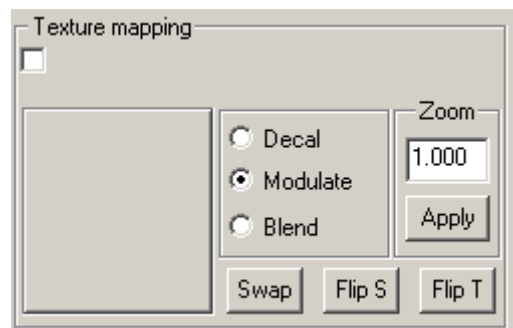 Texture mapping
Zoom
Decal
1.000
Modulate
Blend
Apply
Swap
Flip S
Flip T